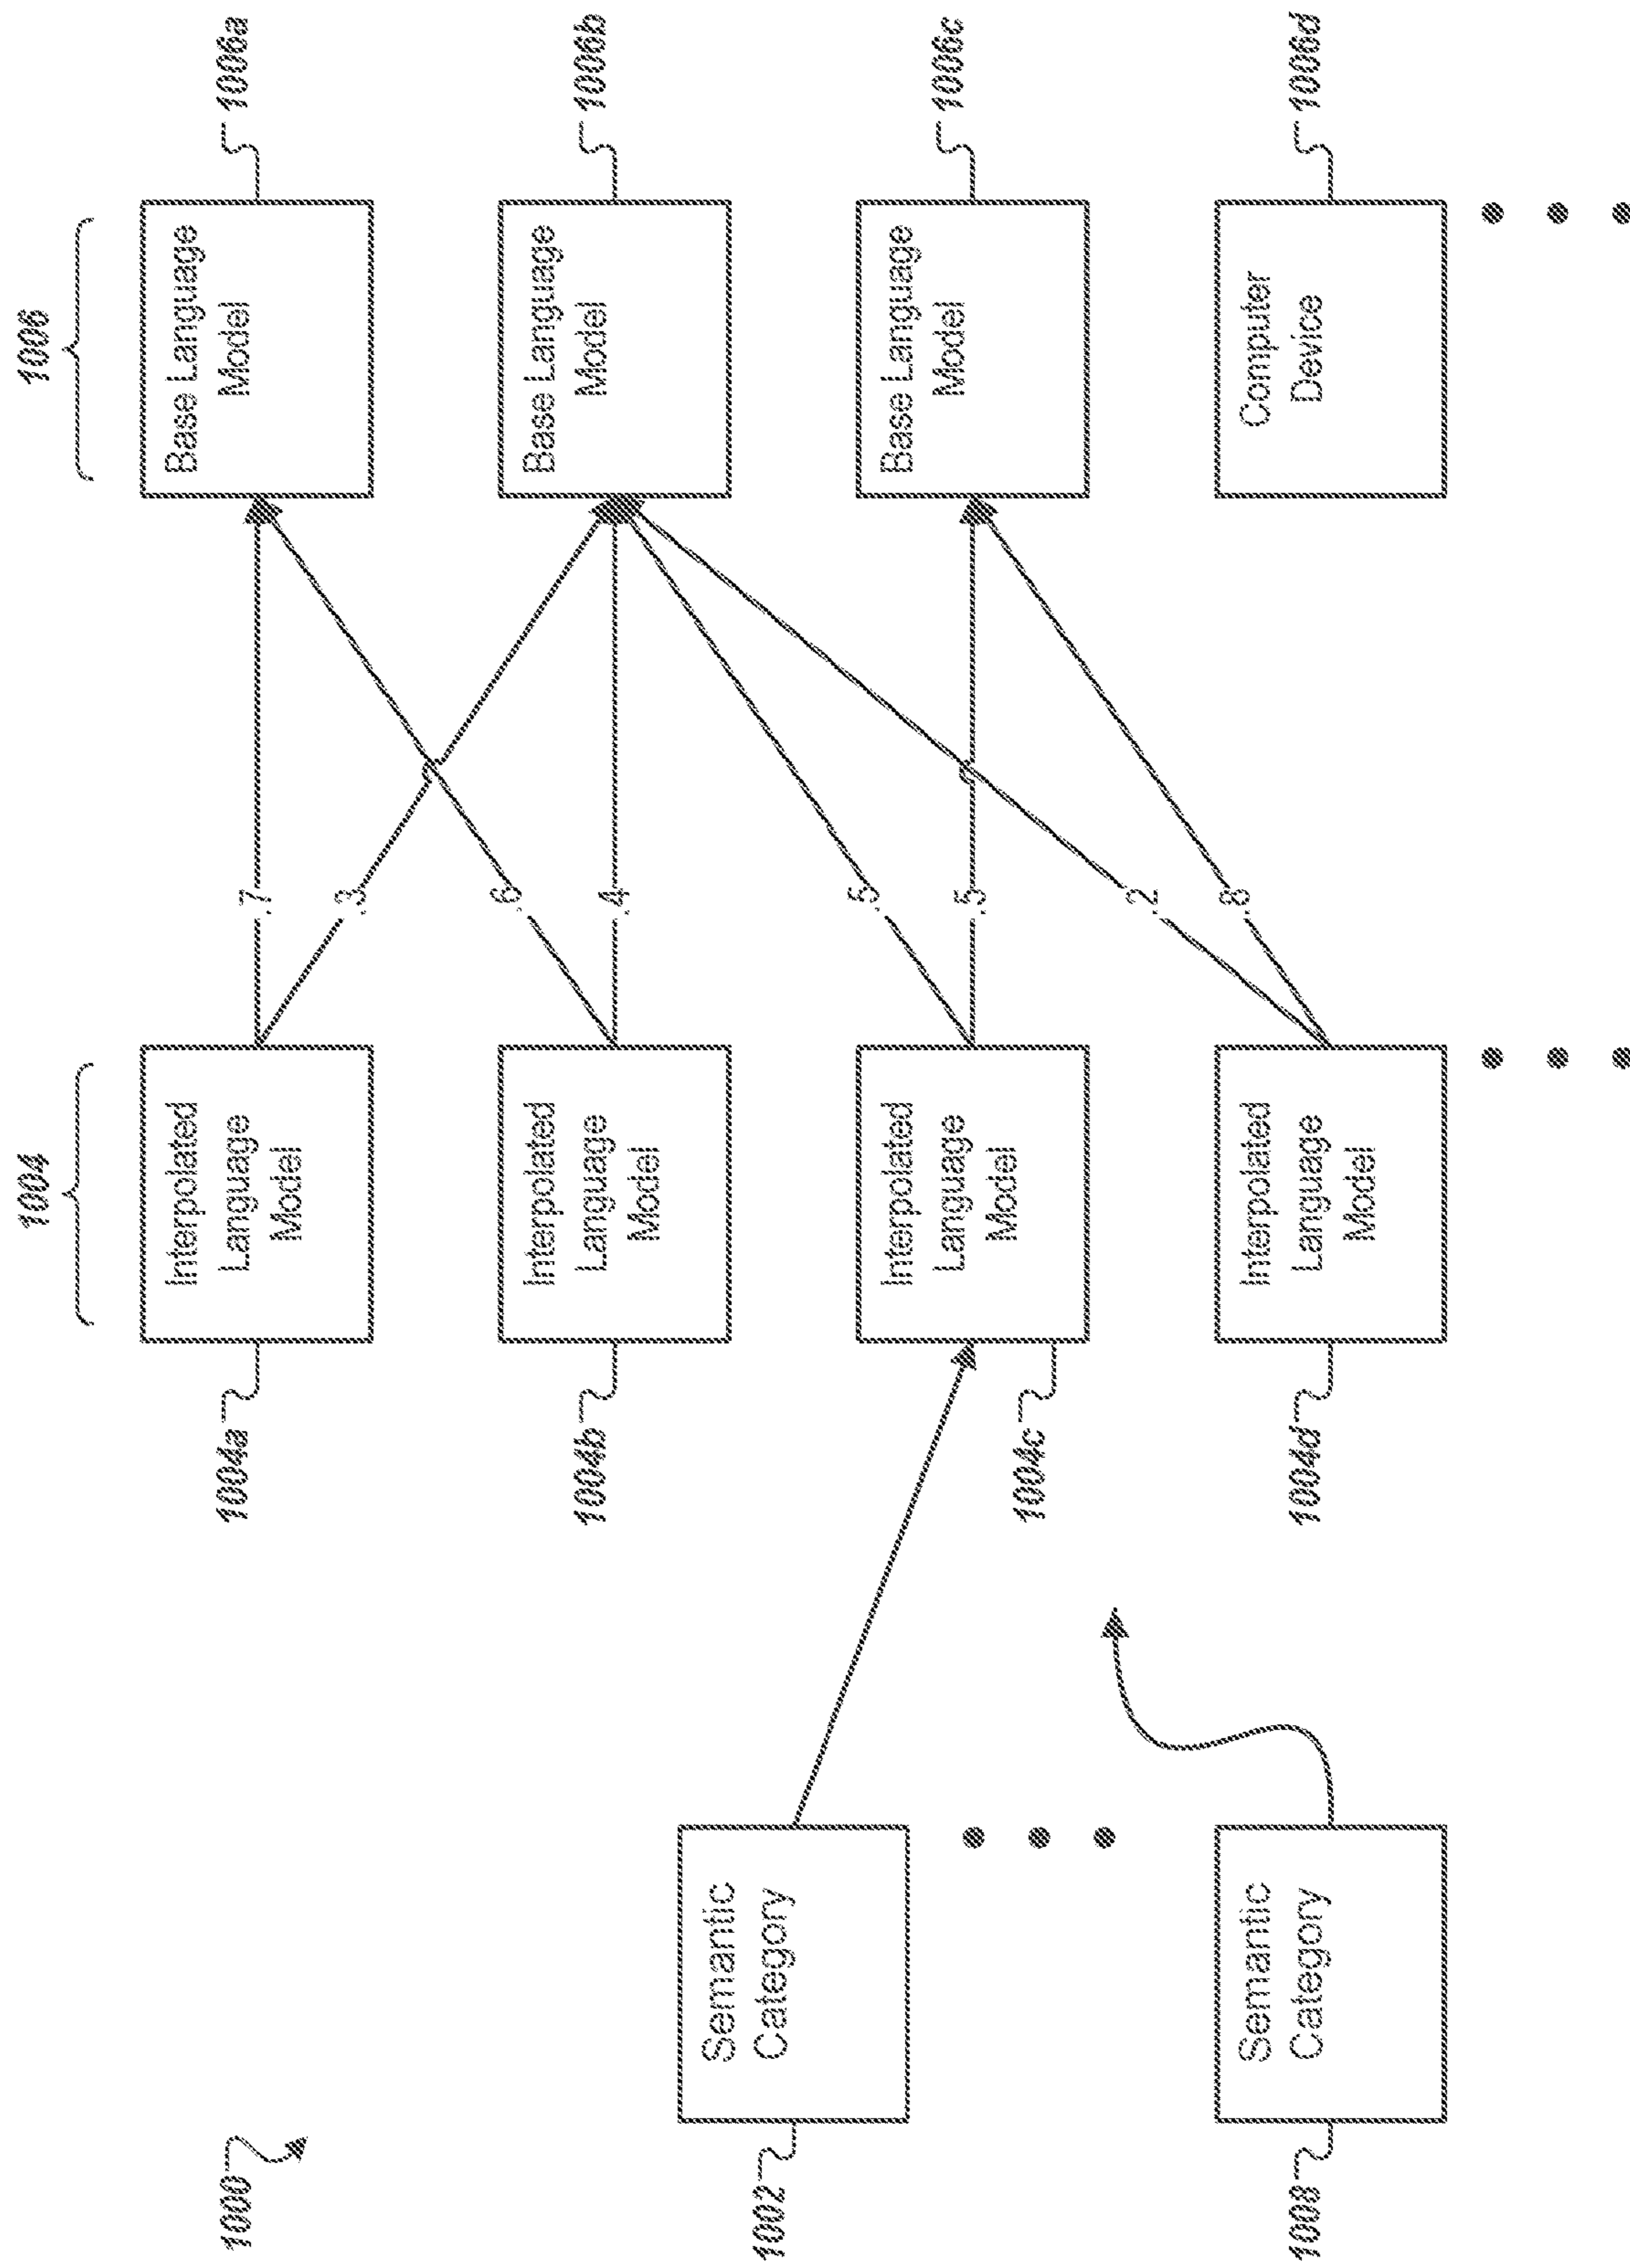 1000
1004
1006
1004a
Interpolated
Language
Model
.7
.3
Base Language
Model
1006a
1004b
Interpolated
Language
Model
.6
.4
Base Language
Model
1006b
1002
Semantic
Category
1004c
Interpolated
Language
Model
.5
.5
Base Language
Model
1006c
1008
Semantic
Category
1004d
Interpolated
Language
Model
.2
.8
Computer
Device
1006d